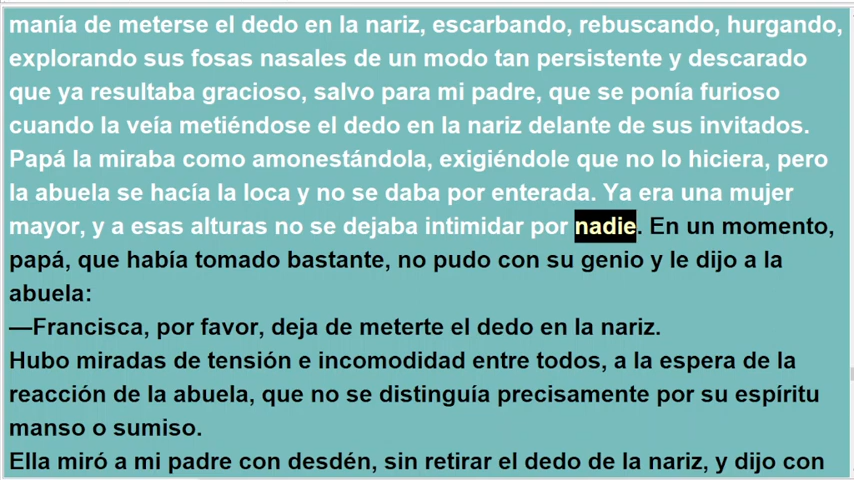 manía de meterse el dedo en la nariz, escarbando, rebuscando, hurgando,
explorando sus fosas nasales de un modo tan persistente y descarado
que ya resultaba gracioso, salvo para mi padre, que se ponía furioso
cuando la veía metiéndose el dedo en la nariz delante de sus invitados.
Papá la miraba como amonestándola, exigiéndole que no lo hiciera, pero
la abuela se hacía la loca y no se daba por enterada. Ya era una mujer
mayor, y a esas alturas no se dejaba intimidar por nadie. En un momento,
papá, que había tomado bastante, no pudo con su genio y le dijo a la
abuela:
—Francisca, por favor, deja de meterte el dedo en la nariz.
Hubo miradas de tensión e incomodidad entre todos, a la espera de la
reacción de la abuela, que no se distinguía precisamente por su espíritu
manso o sumiso.
Ella miró a mi padre con desdén, sin retirar el dedo de la nariz, y dijo con